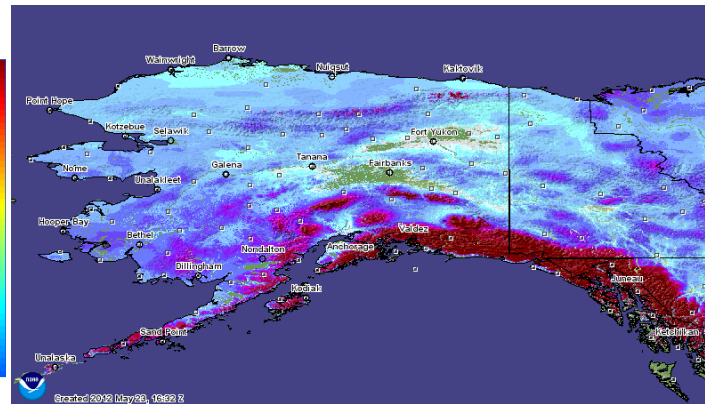 Barrow
Wainwright
Nuiqsut
Kaktovik
Point Hope
Kotzebue
Selawik
Fort Yukon
Tanana
Fairbanks
Galena
Nome
Unalakleet
Hooper Bay
Bethel
Valdez
Anchorage
Nondalton
Dillingham
Juneau
Kodiak
Sand Point
Ketchikan
Unalaska
NOAA
Created 2012 May 23, 16:32 Z